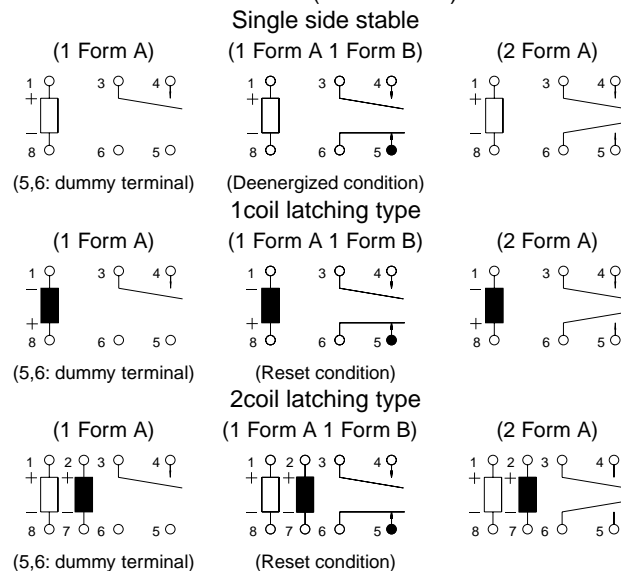 Single side stable
(1 Form A) (1 Form A 1 Form B) (2 Form A)
1 3 4 1 3 4 1 3 4
+ + +
– – –
8 6 5 8 6 5 8 6 5
(5,6: dummy terminal) (Deenergized condition)
1coil latching type
(1 Form A) (1 Form A 1 Form B) (2 Form A)
1 3 4 1 3 4 1 3 4
– – –
+ + +
8 6 5 8 6 5 8 6 5
(5,6: dummy terminal) (Reset condition)
2coil latching type
(1 Form A) (1 Form A 1 Form B) (2 Form A)
1 2 3 4 1 2 3 4 1 2 3 4
+ + + + + +
– – – – – –
8 7 6 5 8 7 6 5 8 7 6 5
(5,6: dummy terminal) (Reset condition)